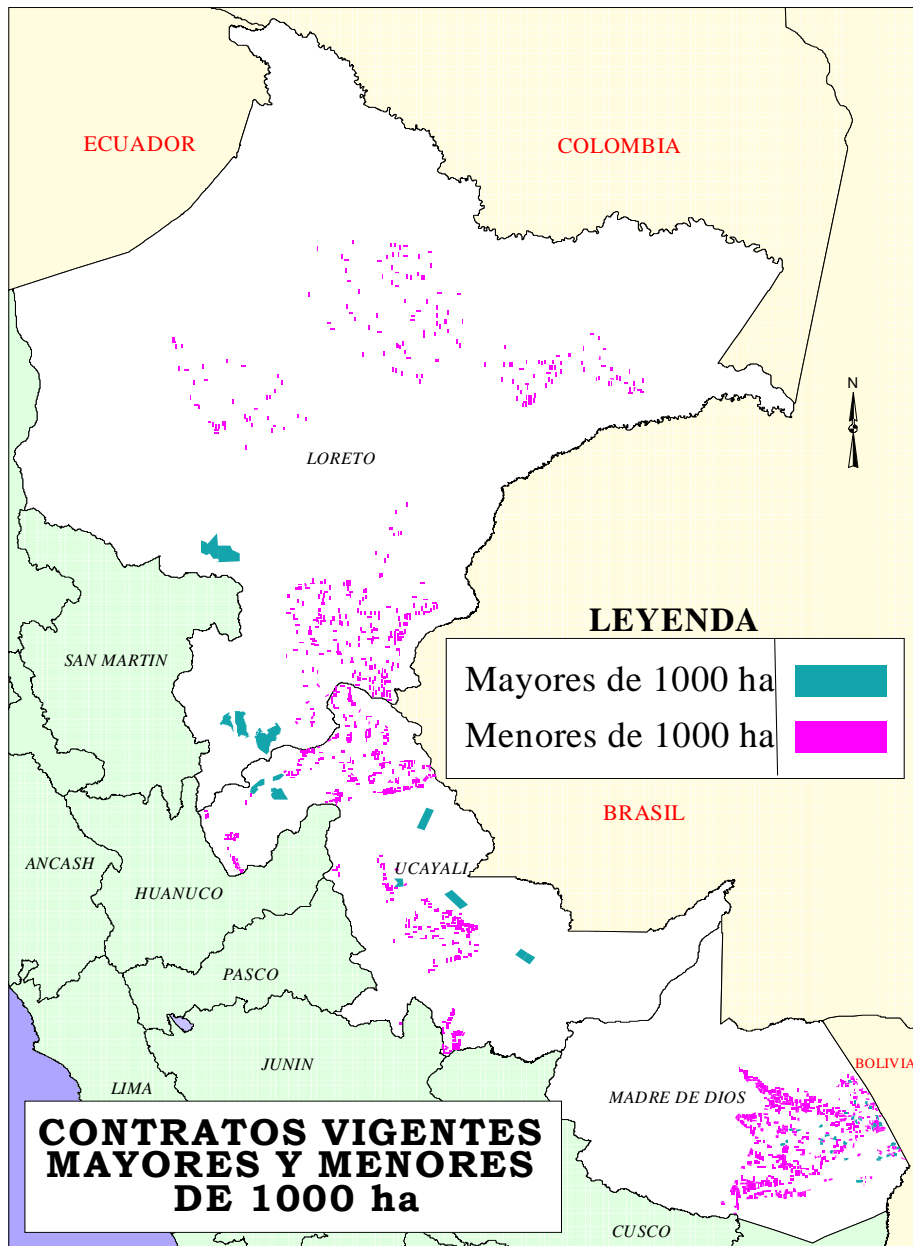 ECUADOR
COLOMBIA
N
LORETO
LEYENDA
SAN MARTIN
Mayores de 1000 ha
Menores de 1000 ha
BRASIL
ANCASH
UCAYALI
HUANUCO
PASCO
JUNIN
BOLIVIA
LIMA
MADRE DE DIOS
CONTRATOS VIGENTES
MAYORES Y MENORES
DE 1000 ha
CUSCO